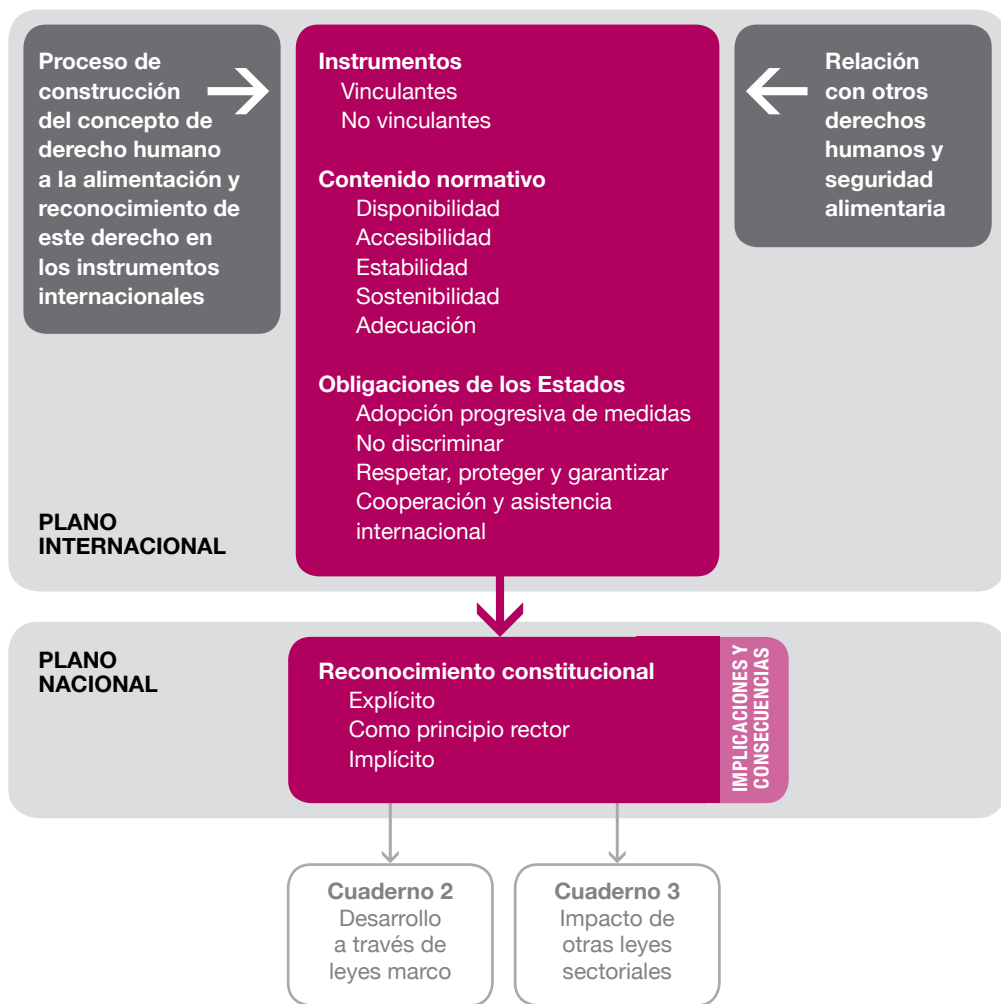 Proceso de
construcción
del concepto de
derecho humano
a la alimentación y
reconocimiento de
este derecho en
los instrumentos
internacionales
Instrumentos
Vinculantes
No vinculantes
Contenido normativo
Disponibilidad
Accesibilidad
Estabilidad
Sostenibilidad
Adecuación
Obligaciones de los Estados
Adopción progresiva de medidas
No discriminar
Respetar, proteger y garantizar
Cooperación y asistencia
internacional
Relación
con otros
derechos
humanos y
seguridad
alimentaria
PLANO
INTERNACIONAL
PLANO
NACIONAL
Reconocimiento constitucional
Explícito
Como principio rector
Implícito
IMPLICACIONES Y
CONSECUENCIAS
Cuaderno 2
Desarrollo
a través de
leyes marco
Cuaderno 3
Impacto de
otras leyes
sectoriales